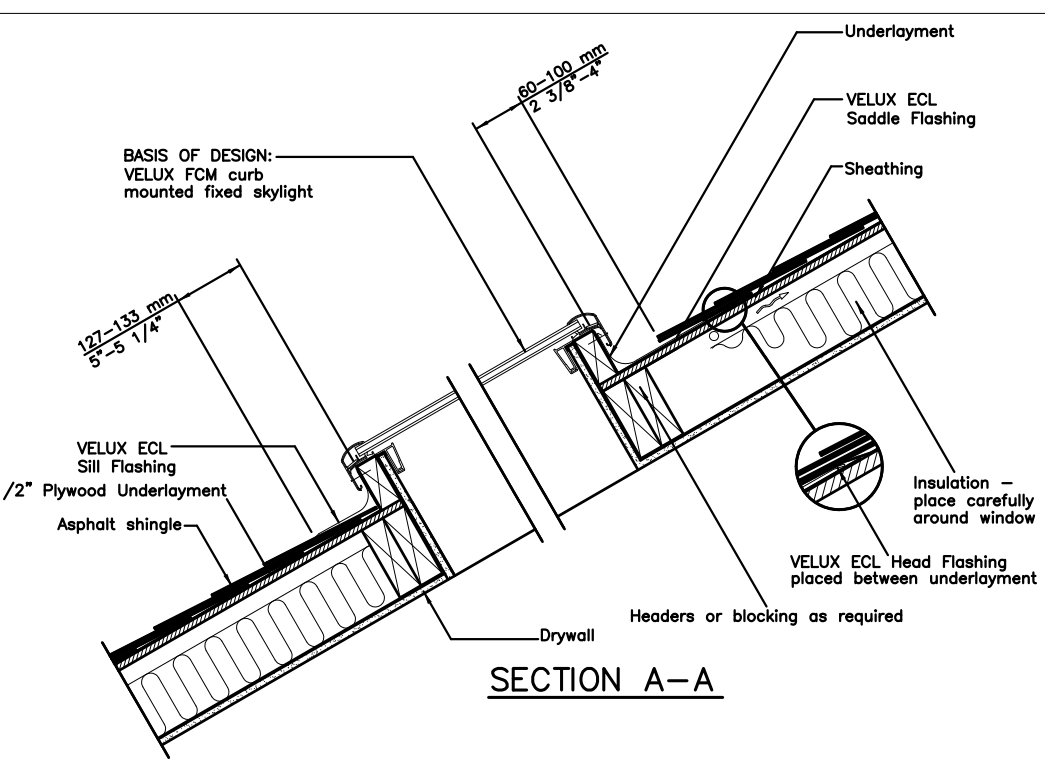 Underlayment
60-100 mm
2 3/8"-4"
VELUX ECL
Saddle Flashing
BASIS OF DESIGN:
VELUX FCM curb
mounted fixed skylight
Sheathing
127-133 mm
5"-5 1/4"
VELUX ECL
Sill Flashing
/2" Plywood Underlayment
Asphalt shingle
Insulation –
place carefully
around window
VELUX ECL Head Flashing
placed between underlayment
Headers or blocking as required
Drywall
SECTION A-A